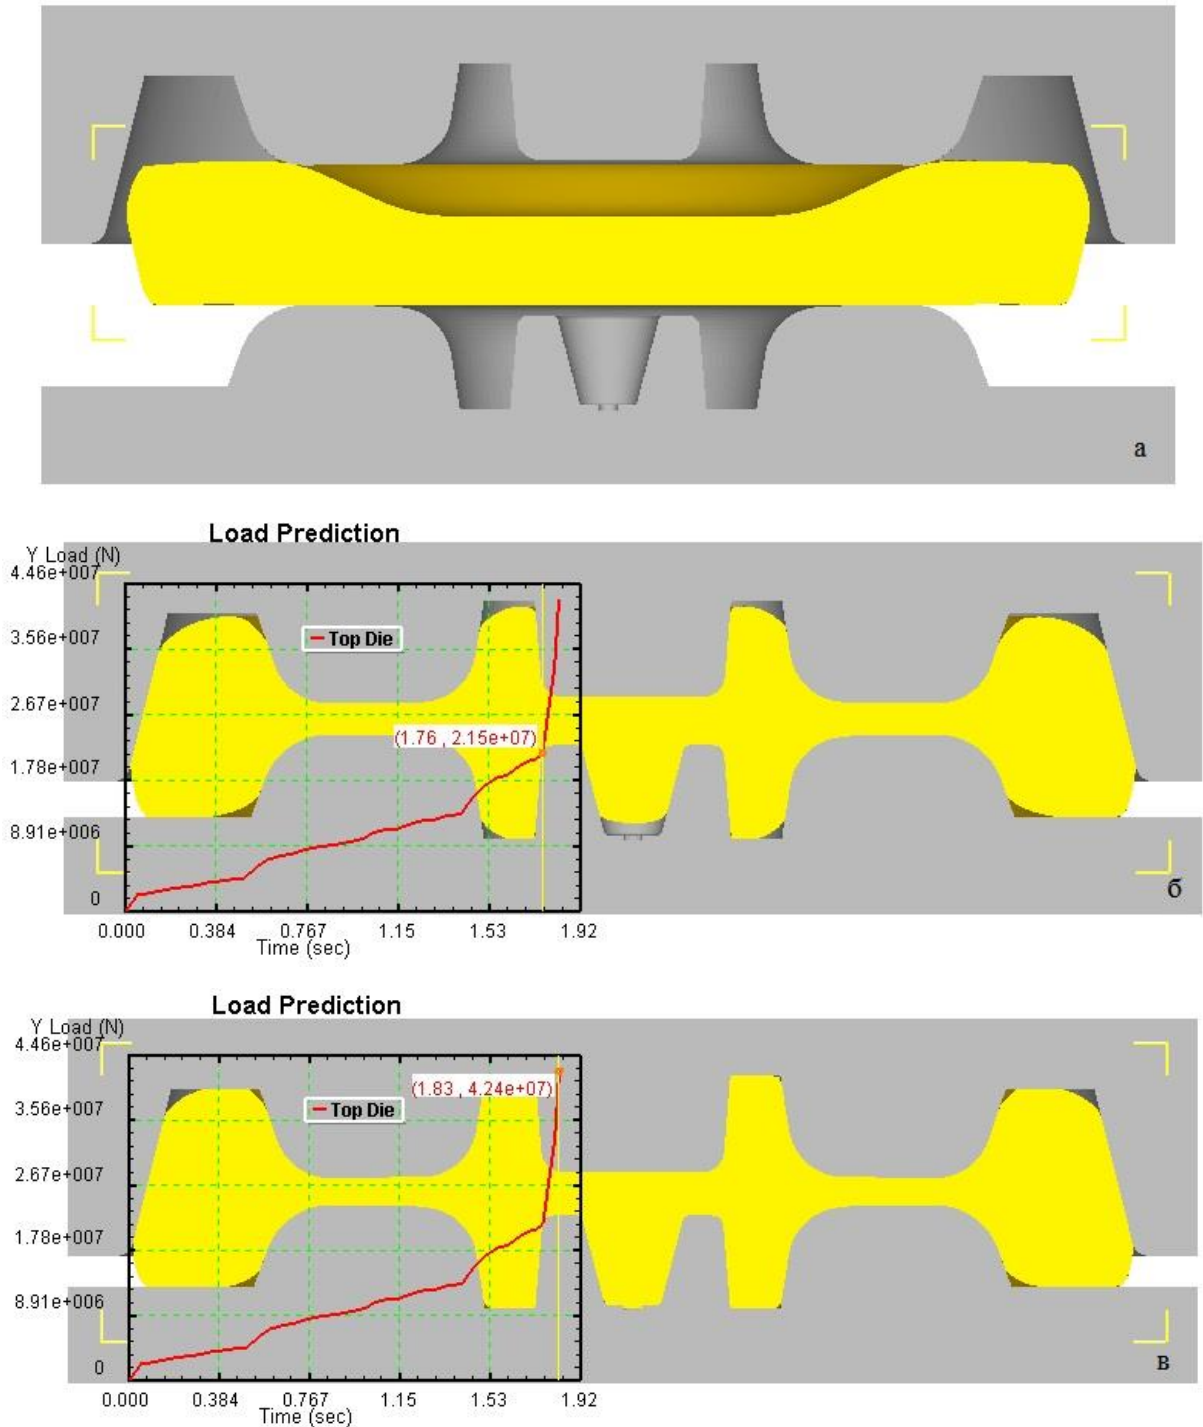 а
Load Prediction
Y Load (N)
4.46e+007
3.56e+007
Top Die
2.67e+007
(1.76 , 2.15e+07)
1.78e+007
8.91e+006
б
0
0.000 0.384 0.767 1.15 1.53 1.92
Time (sec)
Load Prediction
Y Load (N)
4.46e+007
(1.83 , 4.24e+07)
3.56e+007
Top Die
2.67e+007
1.78e+007
8.91e+006
0
в
0.000 0.384 0.767 1.15 1.53 1.92
Time (sec)